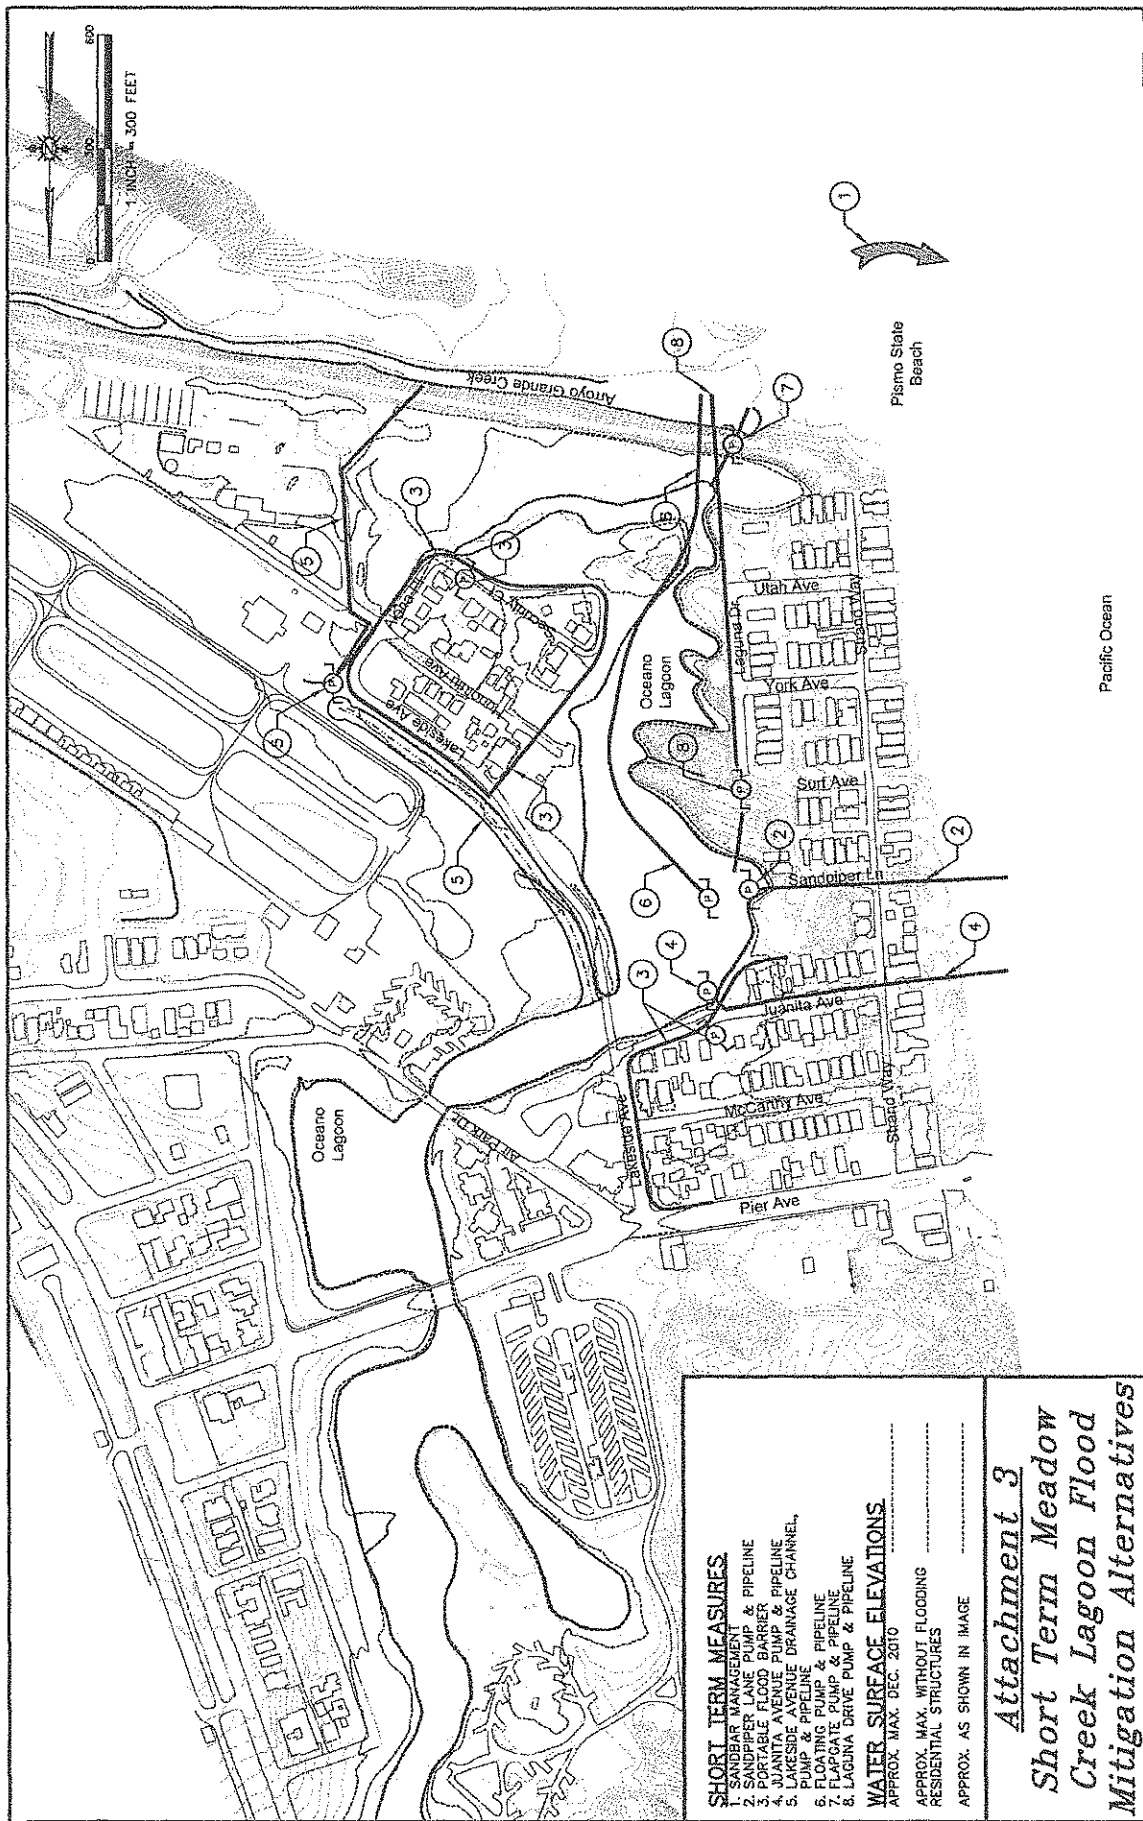 0 300 600
1 INCH = 300 FEET
1
Arroyo Grande Creek
8
7
Pismo State
Beach
3
5
3
6
Nipomo? 
Security Ct
Honolulu Ave
Lakeside Ave
Utah Ave
Laguna Dr
Strand Way
Oceano
Lagoon
York Ave
Pacific Ocean
5
8
Surf Ave
3
5
2
Sandpiper Ln
2
6
4
3
4
Juanita Ave
McCarthy Ave
Strand Way
Lakeside Ave
Air Park Dr
Oceano
Lagoon
Pier Ave
SHORT TERM MEASURES
1. SANDBAR MANAGEMENT
2. SANDPIPER LANE PUMP & PIPELINE
3. PORTABLE FLOOD BARRIER
4. JUANITA AVENUE PUMP & PIPELINE
5. LAKESIDE AVENUE DRAINAGE CHANNEL,
PUMP & PIPELINE
6. FLOATING PUMP & PIPELINE
7. FLAPGATE PUMP & PIPELINE
8. LAGUNA DRIVE PUMP & PIPELINE
WATER SURFACE ELEVATIONS
APPROX. MAX. DEC. 2010
APPROX. MAX. WITHOUT FLOODING
RESIDENTIAL STRUCTURES
APPROX. AS SHOWN IN IMAGE
Attachment 3
Short Term Meadow
Creek Lagoon Flood
Mitigation Alternatives